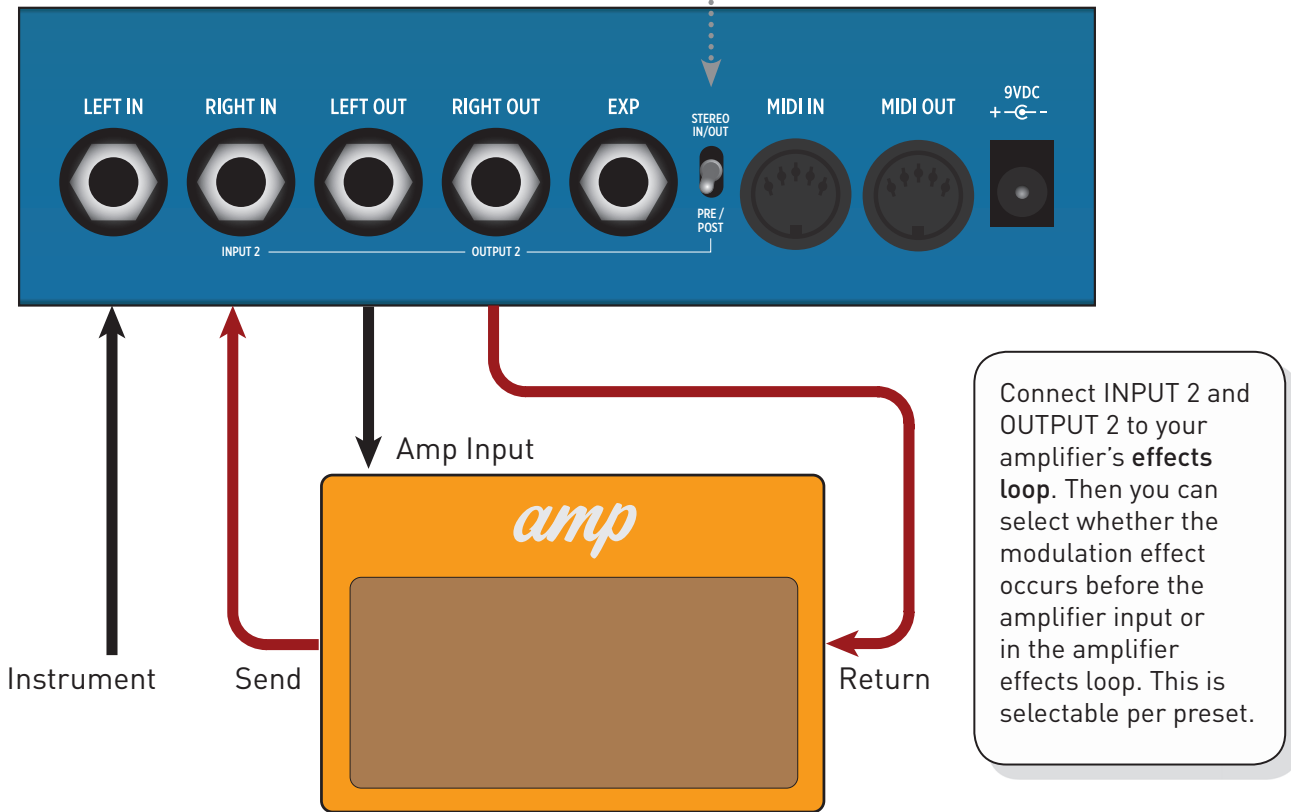 LEFT IN
RIGHT IN
LEFT OUT
RIGHT OUT
EXP
STEREO
IN/OUT
MIDI IN
MIDI OUT
9VDC
+ -
PRE /
POST
INPUT 2
OUTPUT 2
Amp Input
amp
Instrument
Send
Return
Connect INPUT 2 and
OUTPUT 2 to your
amplifier’s effects
loop. Then you can
select whether the
modulation effect
occurs before the
amplifier input or
in the amplifier
effects loop. This is
selectable per preset.